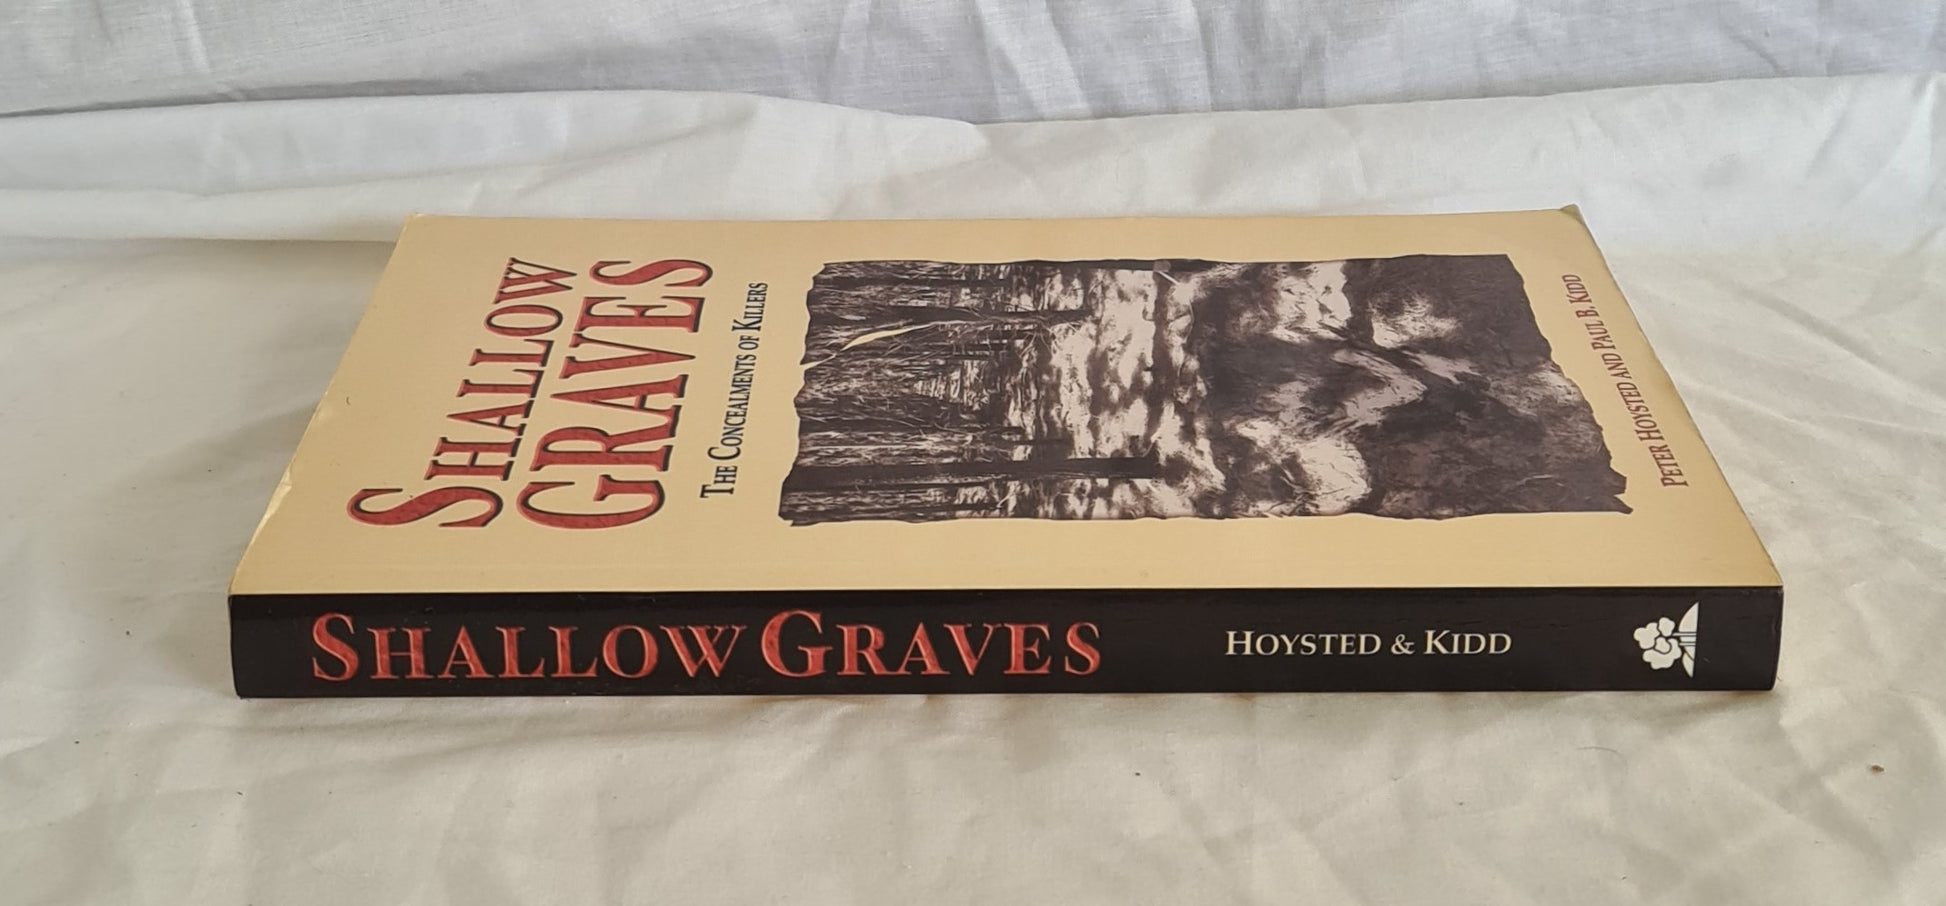 SHALLOW
GRAVES
THE CONCEALMENTS OF KILLERS
PETER HOYSTED AND PAUL B. KIDD
SHALLOW GRAVES HOYSTED & KIDD